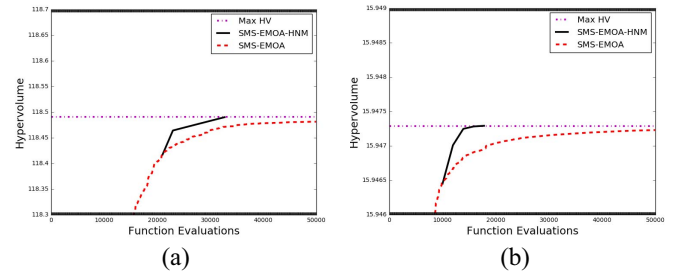 118.7
118.65
118.6
118.55
118.5
118.45
118.4
118.35
118.3
Hypervolume
Max HV
SMS-EMOA-HNM
SMS-EMOA
0 10000 20000 30000 40000 50000
Function Evaluations
(a)
15.949
15.9485
15.948
15.9475
15.947
15.9465
15.946
Hypervolume
Max HV
SMS-EMOA-HNM
SMS-EMOA
0 10000 20000 30000 40000 50000
Function Evaluations
(b)